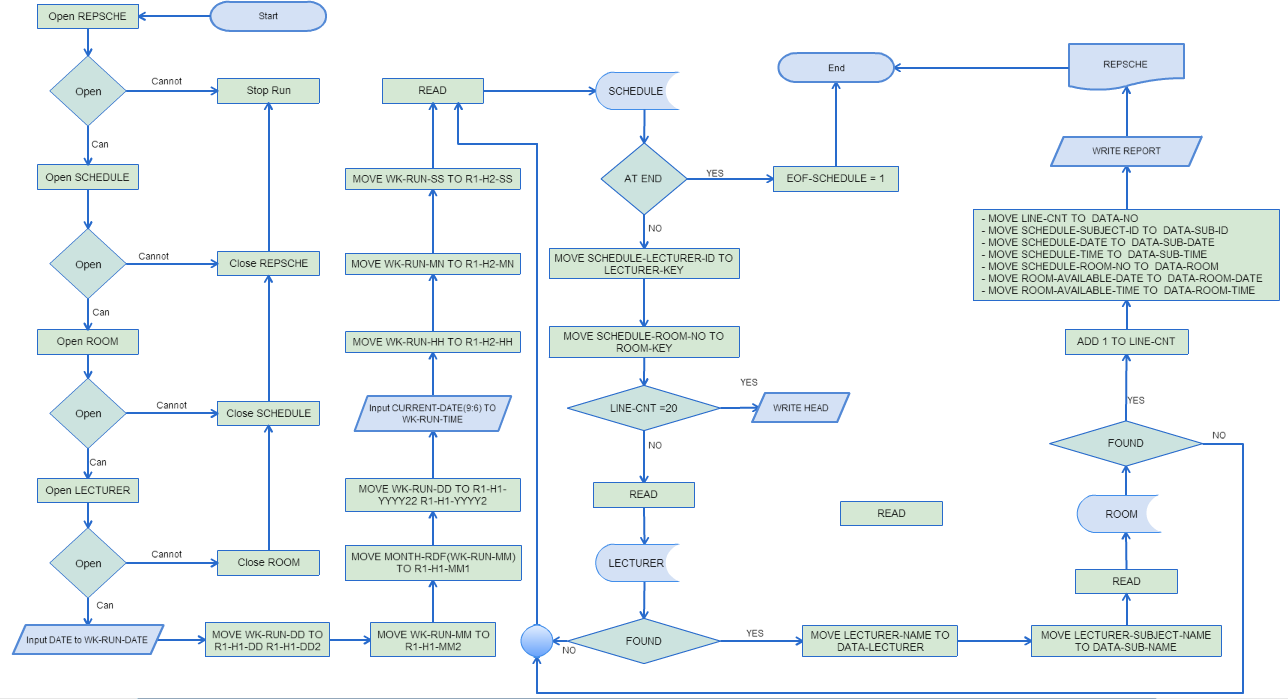 Open REPSCHE
Start
Open
Cannot
Stop Run
Can
Open SCHEDULE
Open
Cannot
Close REPSCHE
Can
Open ROOM
Open
Cannot
Close SCHEDULE
Can
Open LECTURER
Open
Cannot
Close ROOM
Can
Input DATE to WK-RUN-DATE
MOVE WK-RUN-DD TO
R1-H1-DD R1-H1-DD2
MOVE WK-RUN-MM TO
R1-H1-MM2
MOVE MONTH-RDF(WK-RUN-MM)
TO R1-H1-MM1
MOVE WK-RUN-DD TO R1-H1-
YYYY22 R1-H1-YYYY2
Input CURRENT-DATE(9:6) TO
WK-RUN-TIME
MOVE WK-RUN-HH TO R1-H2-HH
MOVE WK-RUN-MN TO R1-H2-MN
MOVE WK-RUN-SS TO R1-H2-SS
READ
SCHEDULE
AT END
YES
EOF-SCHEDULE = 1
End
NO
MOVE SCHEDULE-LECTURER-ID TO
LECTURER-KEY
MOVE SCHEDULE-ROOM-NO TO
ROOM-KEY
LINE-CNT =20
YES
WRITE HEAD
NO
READ
LECTURER
FOUND
NO
YES
MOVE LECTURER-NAME TO
DATA-LECTURER
MOVE LECTURER-SUBJECT-NAME
TO DATA-SUB-NAME
READ
READ
ROOM
FOUND
NO
YES
ADD 1 TO LINE-CNT
- MOVE LINE-CNT TO DATA-NO
- MOVE SCHEDULE-SUBJECT-ID TO DATA-SUB-ID
- MOVE SCHEDULE-DATE TO DATA-SUB-DATE
- MOVE SCHEDULE-TIME TO DATA-SUB-TIME
- MOVE SCHEDULE-ROOM-NO TO DATA-ROOM
- MOVE ROOM-AVAILABLE-DATE TO DATA-ROOM-DATE
- MOVE ROOM-AVAILABLE-TIME TO DATA-ROOM-TIME
WRITE REPORT
REPSCHE